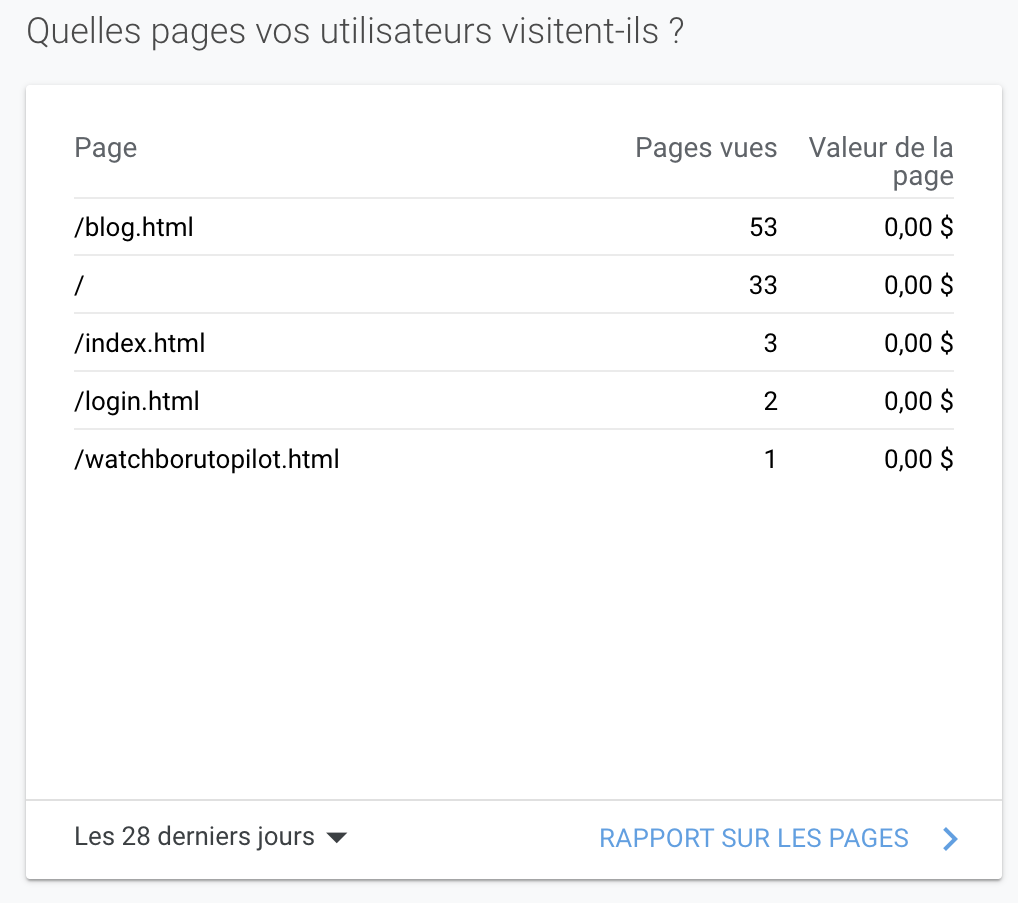 Quelles pages vos utilisateurs visitent-ils ?
Page Pages vues Valeur de la page
/blog.html 53 0,00 $
/ 33 0,00 $
/index.html 3 0,00 $
/login.html 2 0,00 $
/watchborutopilot.html 1 0,00 $
Les 28 derniers jours RAPPORT SUR LES PAGES